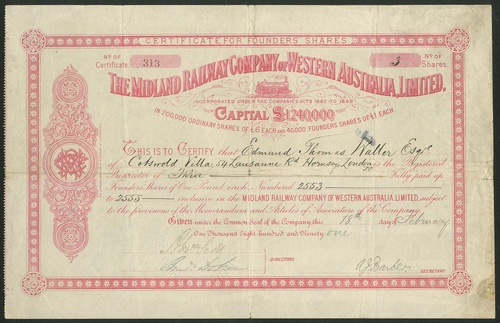 CERTIFICATE FOR FOUNDERS SHARES
No OF Certificate 313
3 No OF Shares.
THE MIDLAND RAILWAY COMPANY OF WESTERN AUSTRALIA, LIMITED,
INCORPORATED UNDER THE COMPANIES ACTS 1862 TO 1889
CAPITAL £1,240,000
IN 200,000 ORDINARY SHARES OF £6 EACH AND 40,000 FOUNDERS SHARES OF £1 EACH.
THIS IS TO CERTIFY that Edmund Thomas Waller Esqr.
of Cotswold Villa, 54 Lausanne Rd Hornsey London the Registered
Proprietor of Three Fully paid up
Founders Shares of One Pound each, Numbered 2553
to 2555 inclusive in the MIDLAND RAILWAY COMPANY OF WESTERN AUSTRALIA LIMITED, subject
to the provisions of the Memorandum and Articles of Association of the Company.
Given under the Common Seal of the Company this 18th day of February
One Thousand Eight hundred and Ninety one
DIRECTORS
SECRETARY